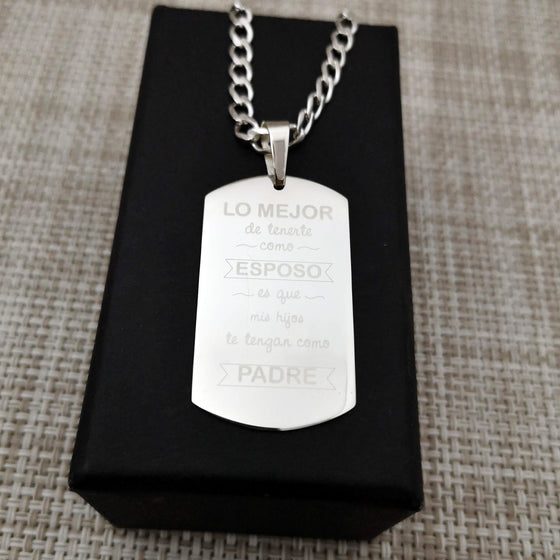 LO MEJOR
de tenerte
como
ESPOSO
es que
mis hijos
te tengan como
PADRE